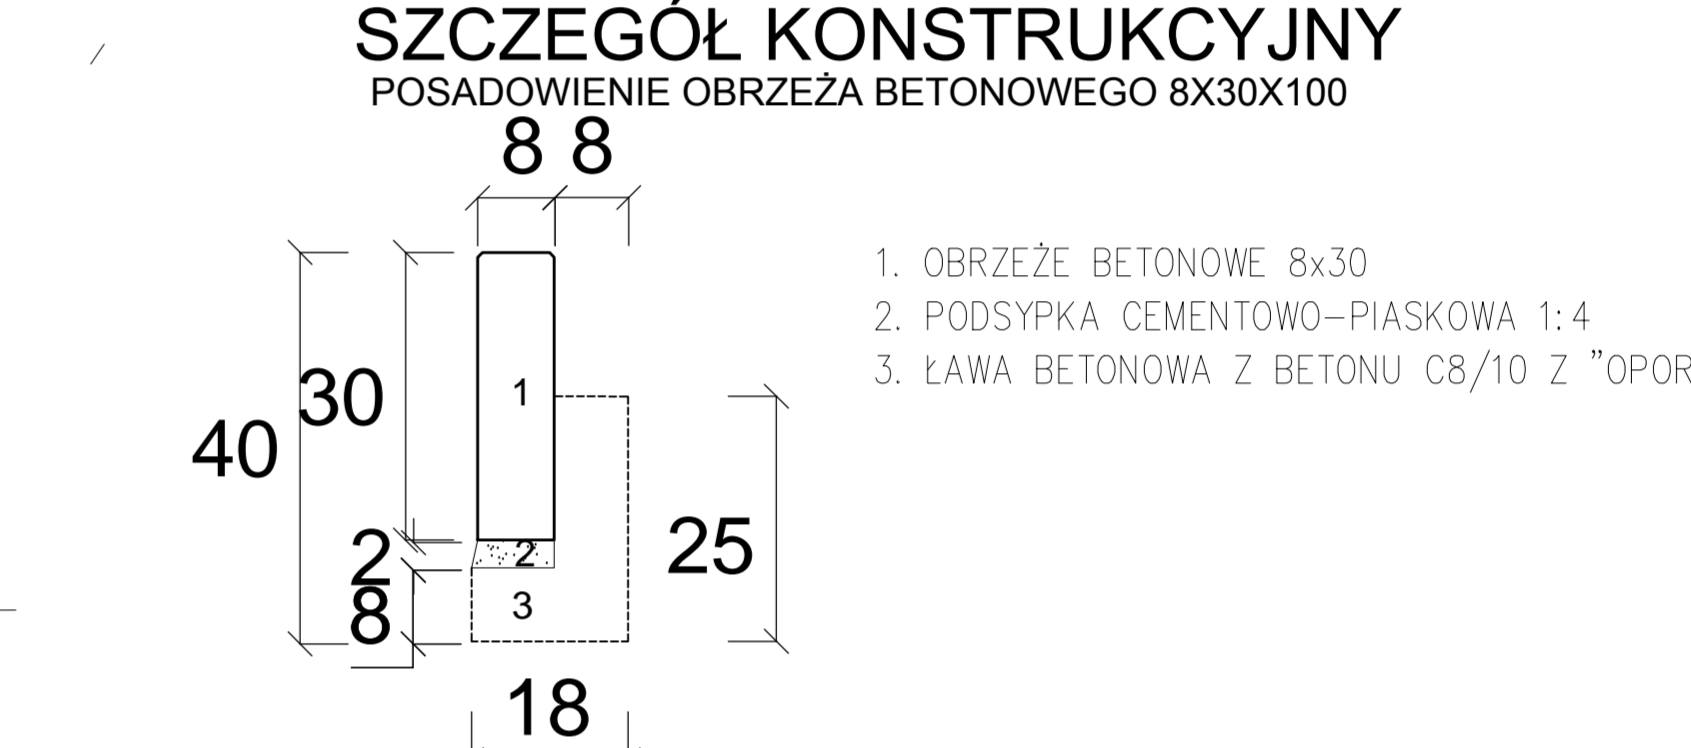 SZCZEGÓŁ KONSTRUKCYJNY
POSADOWIENIE OBRZEŻA BETONOWEGO 8X30X100
8 8
1. OBRZEŻE BETONOWE 8x30
2. PODSYPKA CEMENTOWO-PIASKOWA 1:4
3. ŁAWA BETONOWA Z BETONU C8/10 Z "OPOR
30
1
40
25
2
2
8
3
18